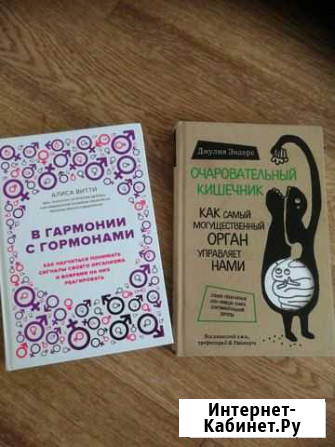 АЛИСА ВИТТИ
В ГАРМОНИИ
С ГОРМОНАМИ
КАК НАУЧИТЬСЯ ПОНИМАТЬ
СИГНАЛЫ СВОЕГО ОРГАНИЗМА
И ВОВРЕМЯ НА НИХ
РЕАГИРОВАТЬ
Джулия Эндерс
ОЧАРОВАТЕЛЬНЫЙ
КИШЕЧНИК
КАК САМЫЙ
МОГУЩЕСТВЕННЫЙ
ОРГАН
УПРАВЛЯЕТ
НАМИ
Интернет-
Кабинет.Ру